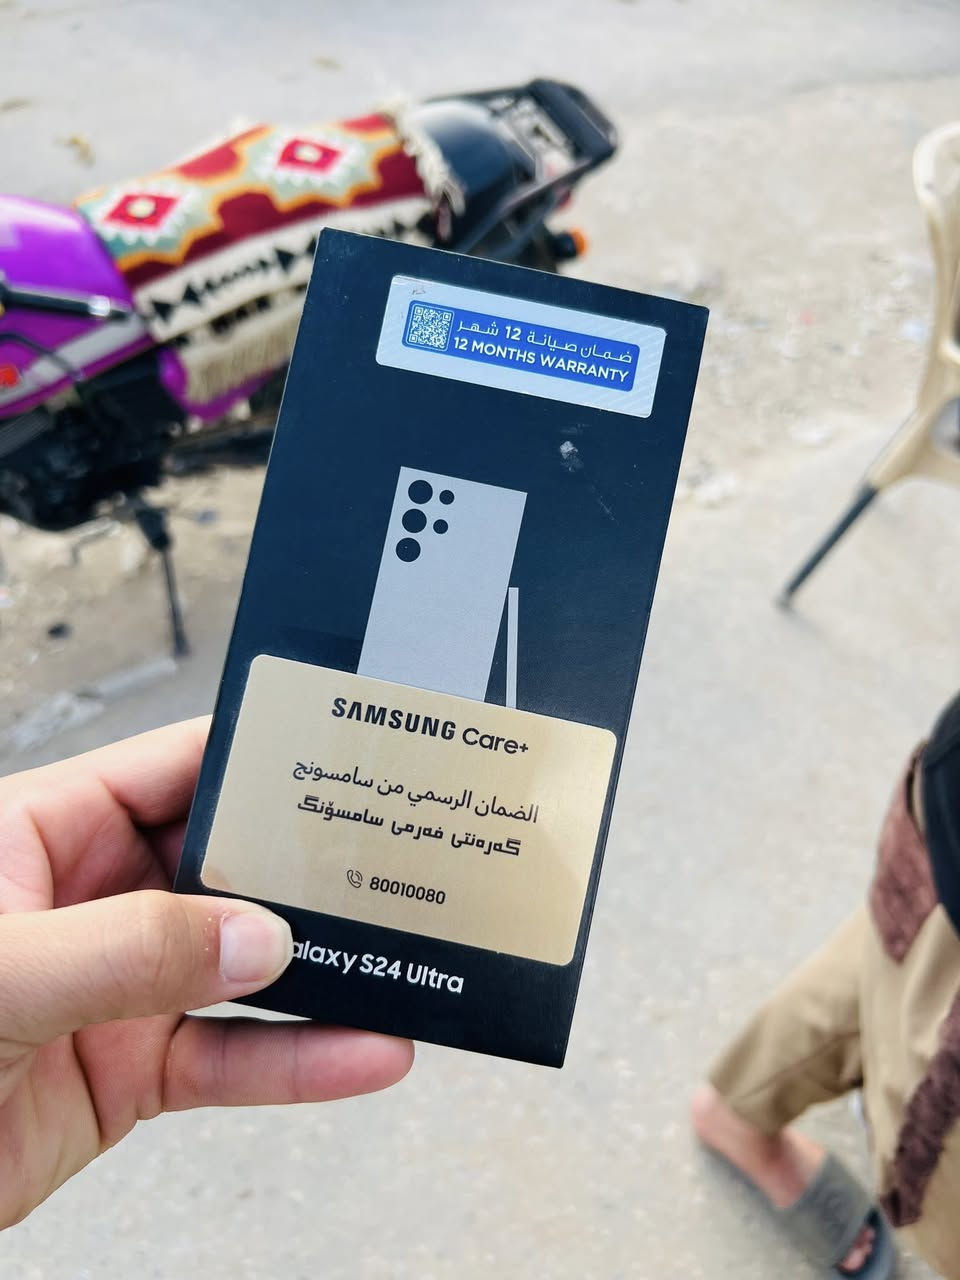 ضمان صيانة 12 شهر
12 MONTHS WARRANTY
SAMSUNG Care+
الضمان الرسمي من سامسونج
گەرەنتی فەرمی سامسۆنگ
80010080
alaxy S24 Ultra